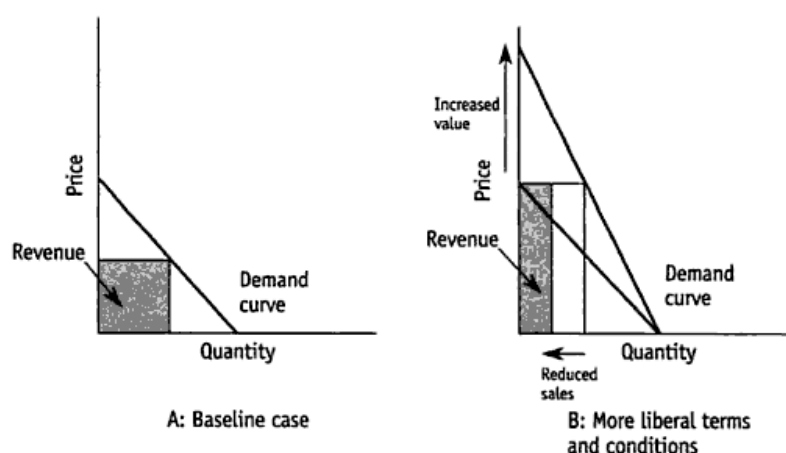 Price
Revenue
Demand
curve
Quantity
A: Baseline case
Increased
value
Price
Revenue
Demand
curve
Quantity
Reduced
sales
B: More liberal terms
and conditions